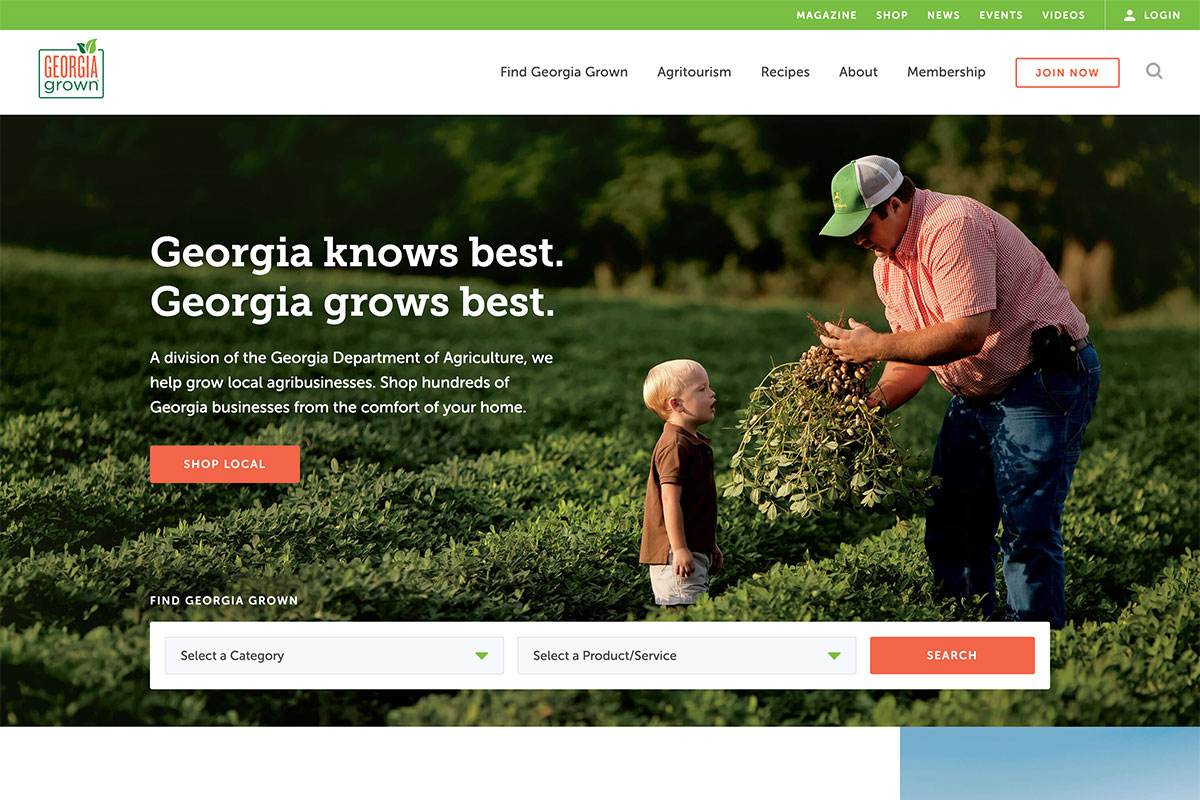 MAGAZINE SHOP NEWS EVENTS VIDEOS LOGIN
GEORGIA
grown
Find Georgia Grown Agritourism Recipes About Membership JOIN NOW
Georgia knows best.
Georgia grows best.
A division of the Georgia Department of Agriculture, we
help grow local agribusinesses. Shop hundreds of
Georgia businesses from the comfort of your home.
SHOP LOCAL
FIND GEORGIA GROWN
Select a Category Select a Product/Service SEARCH